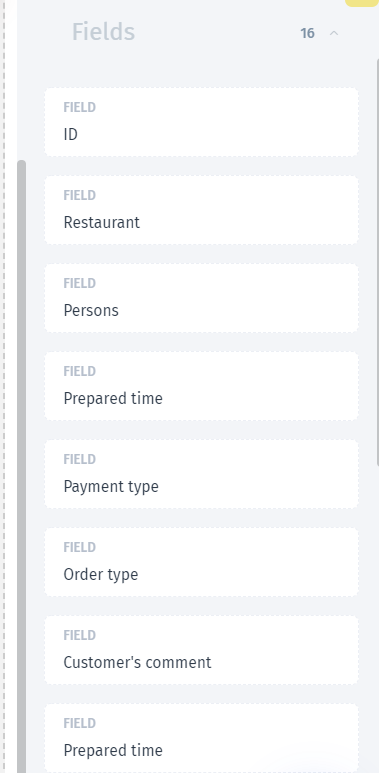 Fields
16
FIELD
ID
FIELD
Restaurant
FIELD
Persons
FIELD
Prepared time
FIELD
Payment type
FIELD
Order type
FIELD
Customer's comment
FIELD
Prepared time